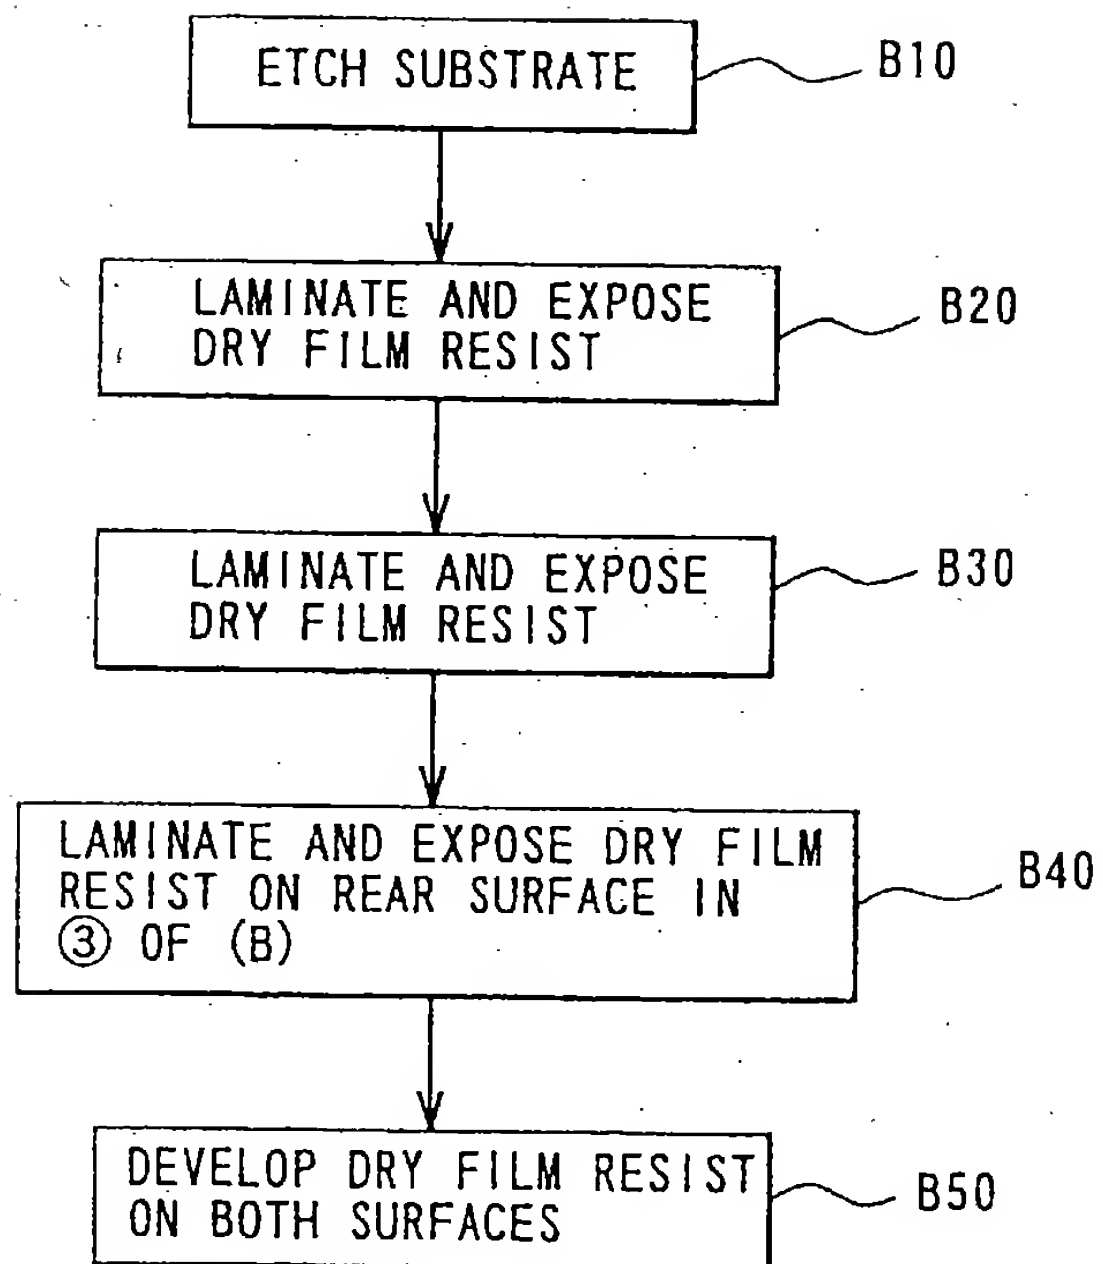 ETCH SUBSTRATE
B10
LAMINATE AND EXPOSE
DRY FILM RESIST
B20
LAMINATE AND EXPOSE
DRY FILM RESIST
B30
LAMINATE AND EXPOSE DRY FILM
RESIST ON REAR SURFACE IN
③ OF (B)
B40
DEVELOP DRY FILM RESIST
ON BOTH SURFACES
B50